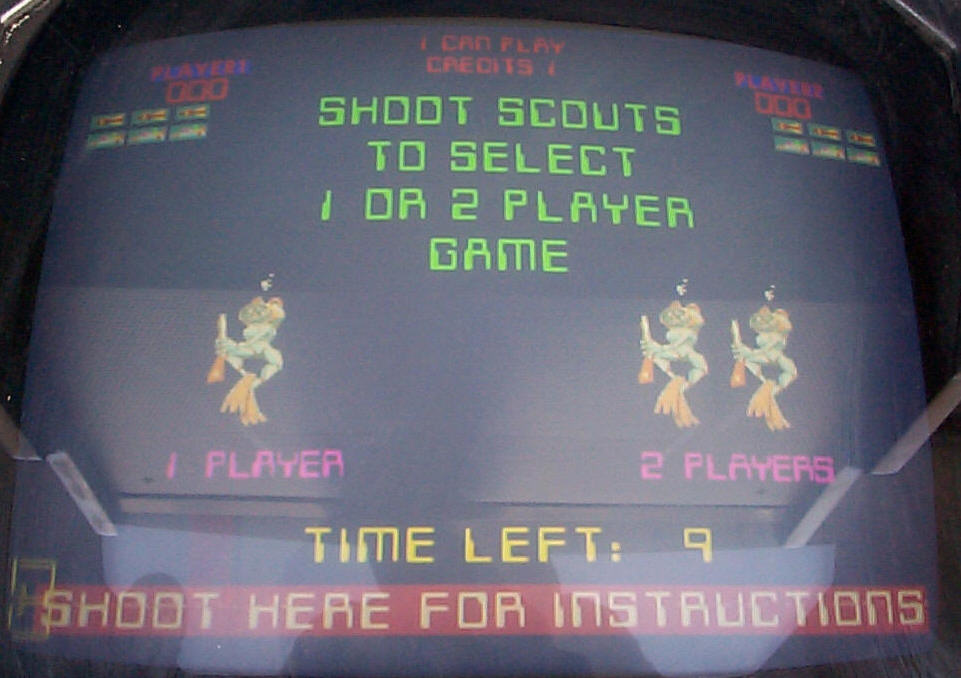 1 CAN PLAY
CREDITS 1
PLAYER1
000
PLAYER2
000
SHOOT SCOUTS
TO SELECT
1 OR 2 PLAYER
GAME
1 PLAYER
2 PLAYERS
TIME LEFT: 9
SHOOT HERE FOR INSTRUCTIONS